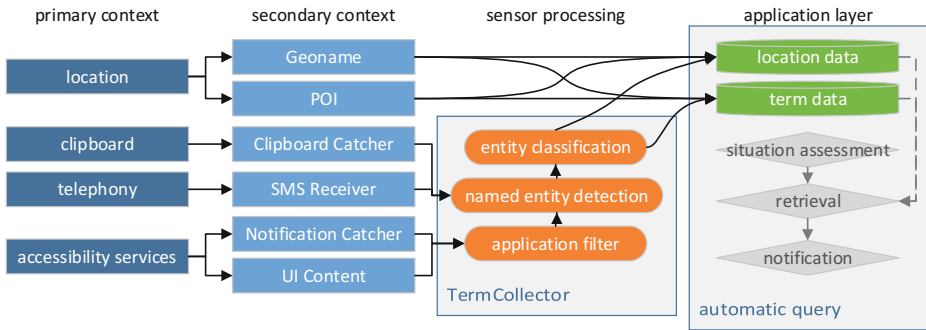 primary context
secondary context
sensor processing
application layer
location
Geoname
POI
location data
term data
clipboard
Clipboard Catcher
entity classification
situation assessment
telephony
SMS Receiver
named entity detection
retrieval
accessibility services
Notification Catcher
UI Content
application filter
notification
TermCollector
automatic query